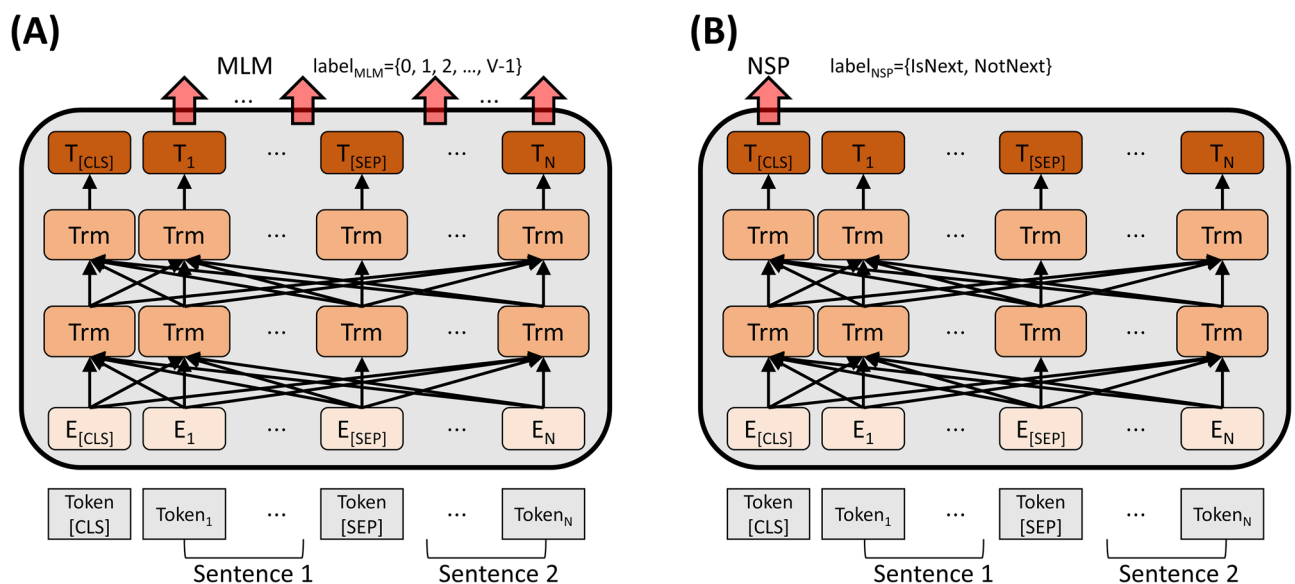 (A)
MLM label_MLM={0, 1, 2, ..., V-1}
... ...
T_[CLS] T_1 ... T_[SEP] ... T_N
Trm Trm ... Trm ... Trm
Trm Trm ... Trm ... Trm
E_[CLS] E_1 ... E_[SEP] ... E_N
Token [CLS] Token_1 ... Token [SEP] ... Token_N
Sentence 1 Sentence 2
(B)
NSP label_NSP={IsNext, NotNext}
T_[CLS] T_1 ... T_[SEP] ... T_N
Trm Trm ... Trm ... Trm
Trm Trm ... Trm ... Trm
E_[CLS] E_1 ... E_[SEP] ... E_N
Token [CLS] Token_1 ... Token [SEP] ... Token_N
Sentence 1 Sentence 2